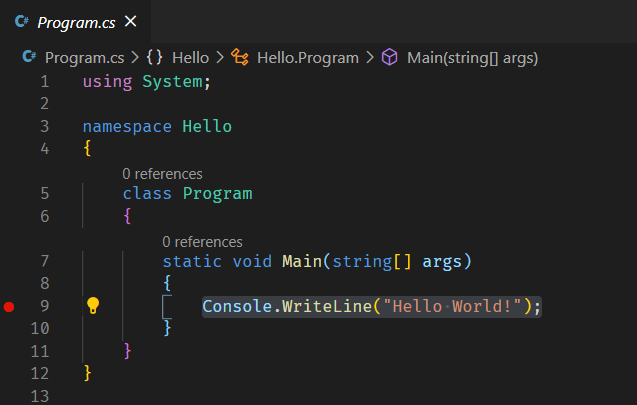 C# Program.cs ×
C# Program.cs > {} Hello > Hello.Program > Main(string[] args)
1 using System;
2
3 namespace Hello
4 {
0 references
5 class Program
6 {
0 references
7 static void Main(string[] args)
8 {
9 Console.WriteLine("Hello World!");
10 }
11 }
12 }
13